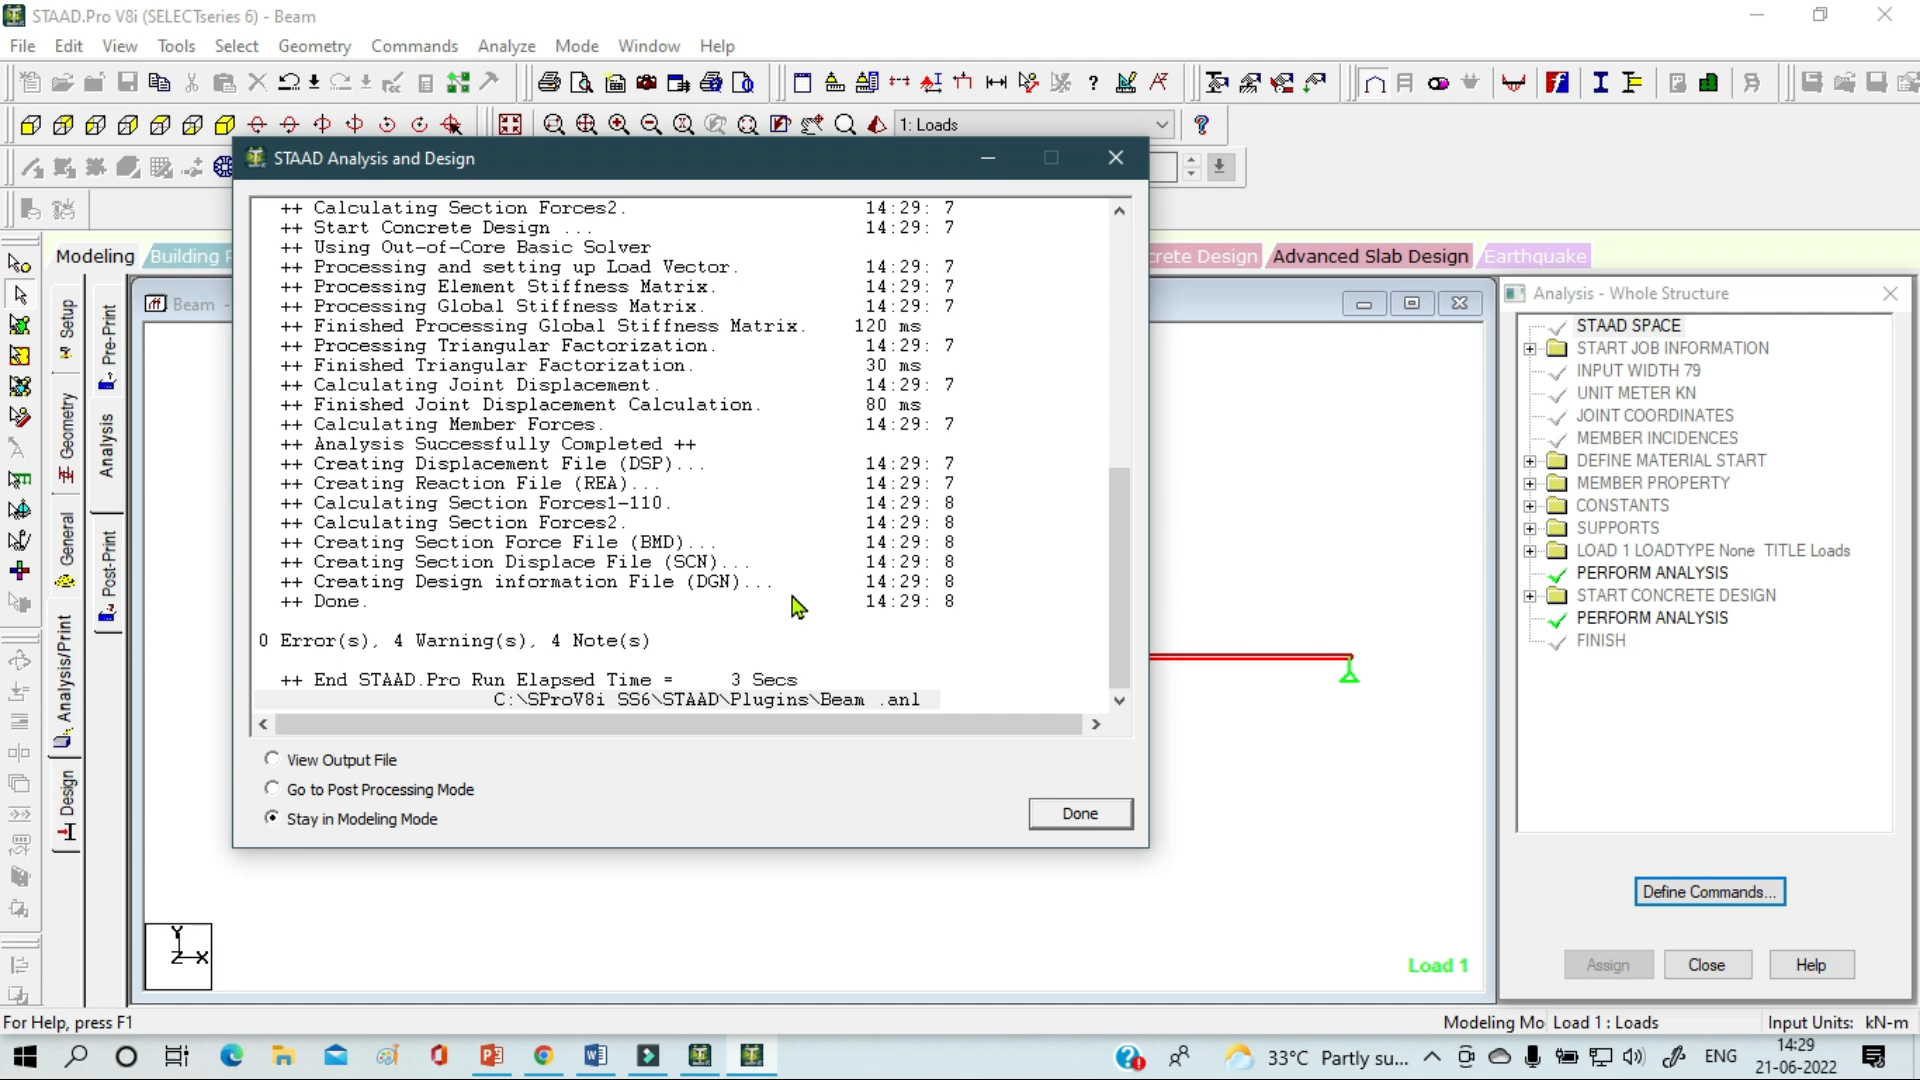 STAAD.Pro V8i (SELECTseries 6) - Beam
File Edit View Tools Select Geometry Commands Analyze Mode Window Help
1: Loads
STAAD Analysis and Design
++ Calculating Section Forces2. 14:29: 7
++ Start Concrete Design ... 14:29: 7
++ Using Out-of-Core Basic Solver
++ Processing and setting up Load Vector. 14:29: 7
++ Processing Element Stiffness Matrix. 14:29: 7
++ Processing Global Stiffness Matrix. 14:29: 7
++ Finished Processing Global Stiffness Matrix. 120 ms
++ Processing Triangular Factorization. 14:29: 7
++ Finished Triangular Factorization. 30 ms
++ Calculating Joint Displacement. 14:29: 7
++ Finished Joint Displacement Calculation. 80 ms
++ Calculating Member Forces. 14:29: 7
++ Analysis Successfully Completed ++
++ Creating Displacement File (DSP)... 14:29: 7
++ Creating Reaction File (REA)... 14:29: 7
++ Calculating Section Forces1-110. 14:29: 8
++ Calculating Section Forces2. 14:29: 8
++ Creating Section Force File (BMD)... 14:29: 8
++ Creating Section Displace File (SCN)... 14:29: 8
++ Creating Design information File (DGN)... 14:29: 8
++ Done. 14:29: 8
0 Error(s), 4 Warning(s), 4 Note(s)
++ End STAAD.Pro Run Elapsed Time = 3 Secs
C:\SProV8i SS6\STAAD\Plugins\Beam .anl
View Output File
Go to Post Processing Mode
Stay in Modeling Mode
Done
Modeling
Building P
crete Design
Advanced Slab Design
Earthquake
Beam -
Setup
Geometry
General
Analysis/Print
Design
Pre-Print
Analysis
Post-Print
Analysis - Whole Structure
STAAD SPACE
START JOB INFORMATION
INPUT WIDTH 79
UNIT METER KN
JOINT COORDINATES
MEMBER INCIDENCES
DEFINE MATERIAL START
MEMBER PROPERTY
CONSTANTS
SUPPORTS
LOAD 1 LOADTYPE None TITLE Loads
PERFORM ANALYSIS
START CONCRETE DESIGN
PERFORM ANALYSIS
FINISH
Define Commands...
Assign
Close
Help
Y
Z X
Load 1
For Help, press F1
Modeling Mo
Load 1 : Loads
Input Units: kN-m
33°C Partly su...
ENG
14:29
21-06-2022